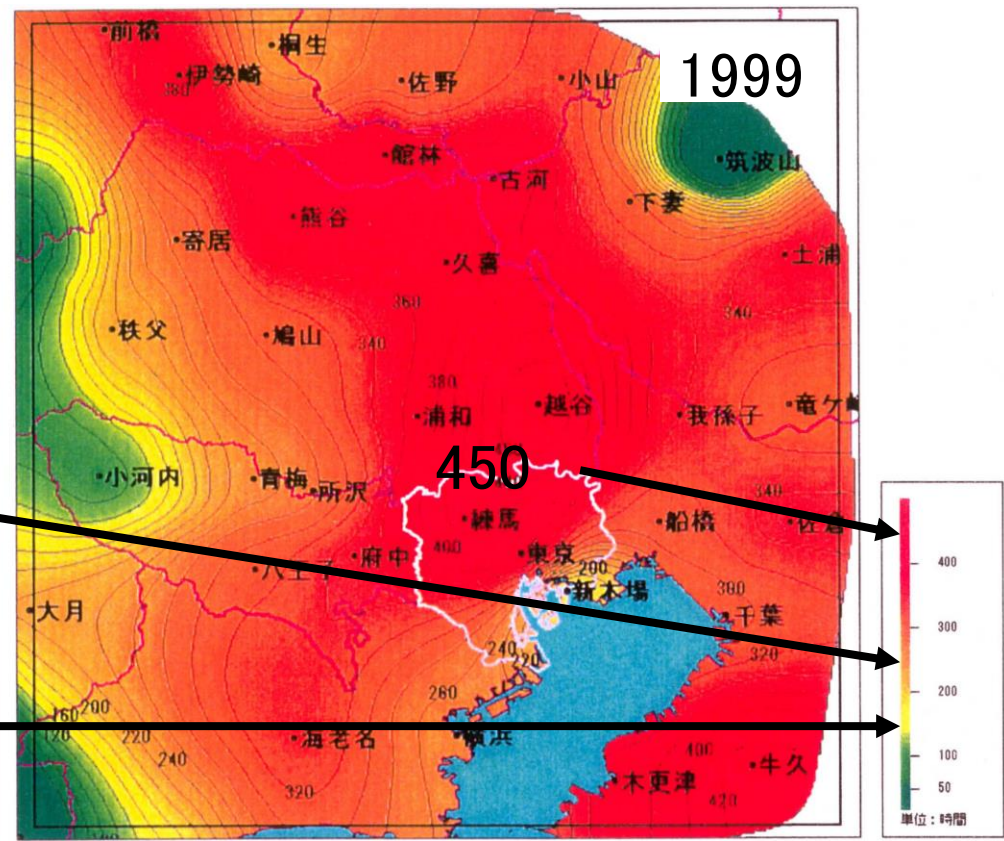 前橋
桐生
1999
伊勢崎
380
佐野
小山
館林
筑波山
古河
下妻
熊谷
寄居
久喜
土浦
360
340
秩父
鳩山
340
380
浦和
越谷
我孫子
竜ケ
450
小河内
青梅
所沢
340
練馬
船橋
佐倉
400
東京
府中
八王子
200
新木場
400
300
200
100
50
単位：時間
大月
380
千葉
240
220
320
280
160
200
120
220
240
海老名
横浜
400
牛久
木更津
320
420